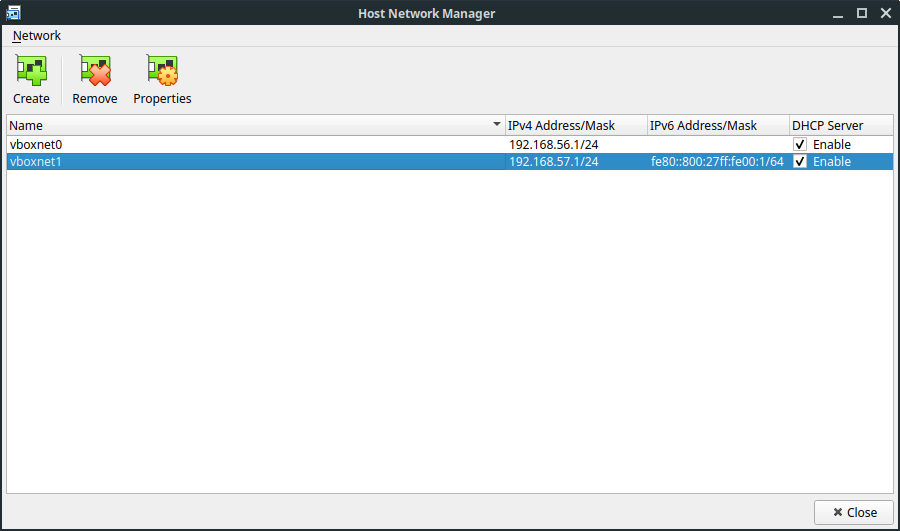 Host Network Manager
Network
Create Remove Properties
Name IPv4 Address/Mask IPv6 Address/Mask DHCP Server
vboxnet0 192.168.56.1/24 Enable
vboxnet1 192.168.57.1/24 fe80::800:27ff:fe00:1/64 Enable
Close